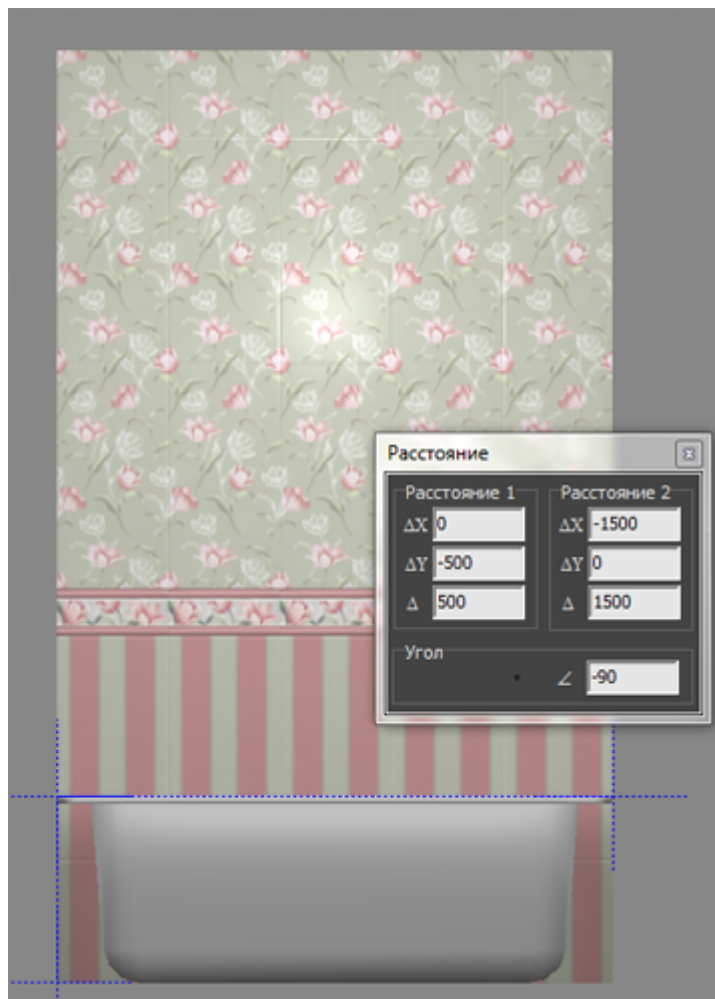 Расстояние
Расстояние 1
ΔX 0
ΔY -500
Δ 500
Расстояние 2
ΔX -1500
ΔY 0
Δ 1500
Угол
∠ -90